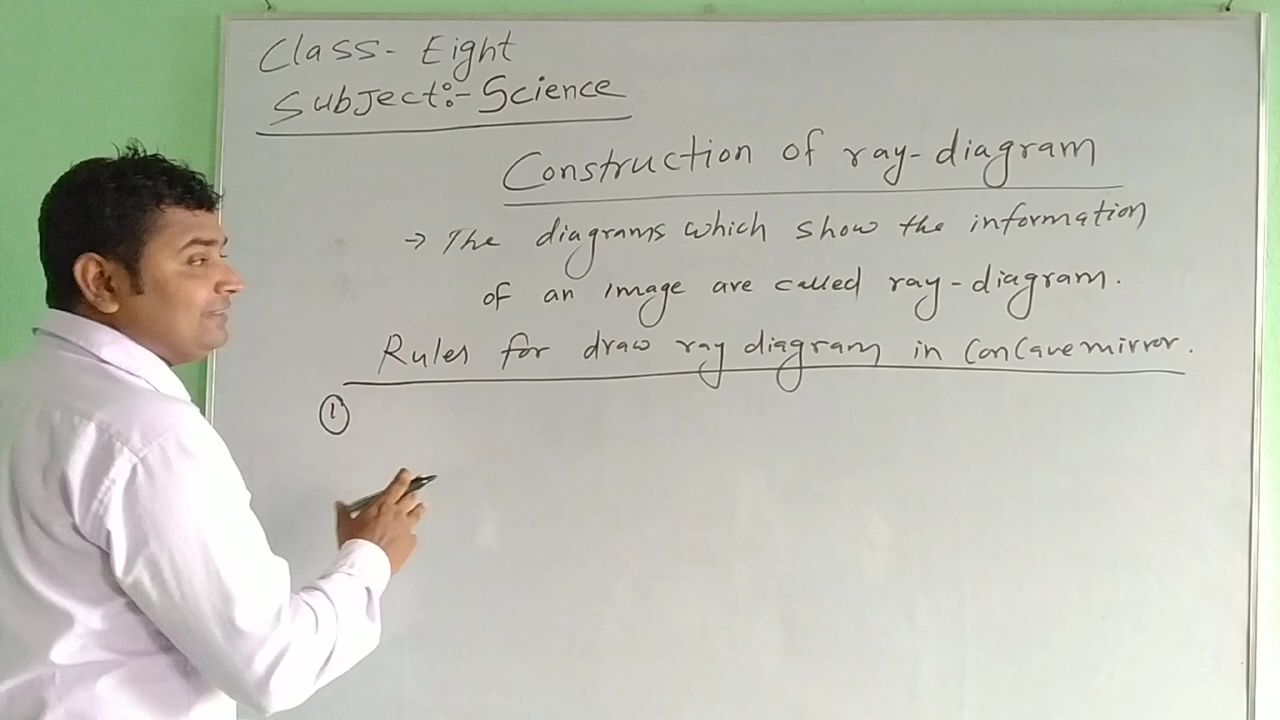 Class- Eight
Subject:- Science
Construction of ray-diagram
→ The diagrams which show the information
of an image are called ray-diagram.
Rules for draw ray diagram in Concave mirror.
①